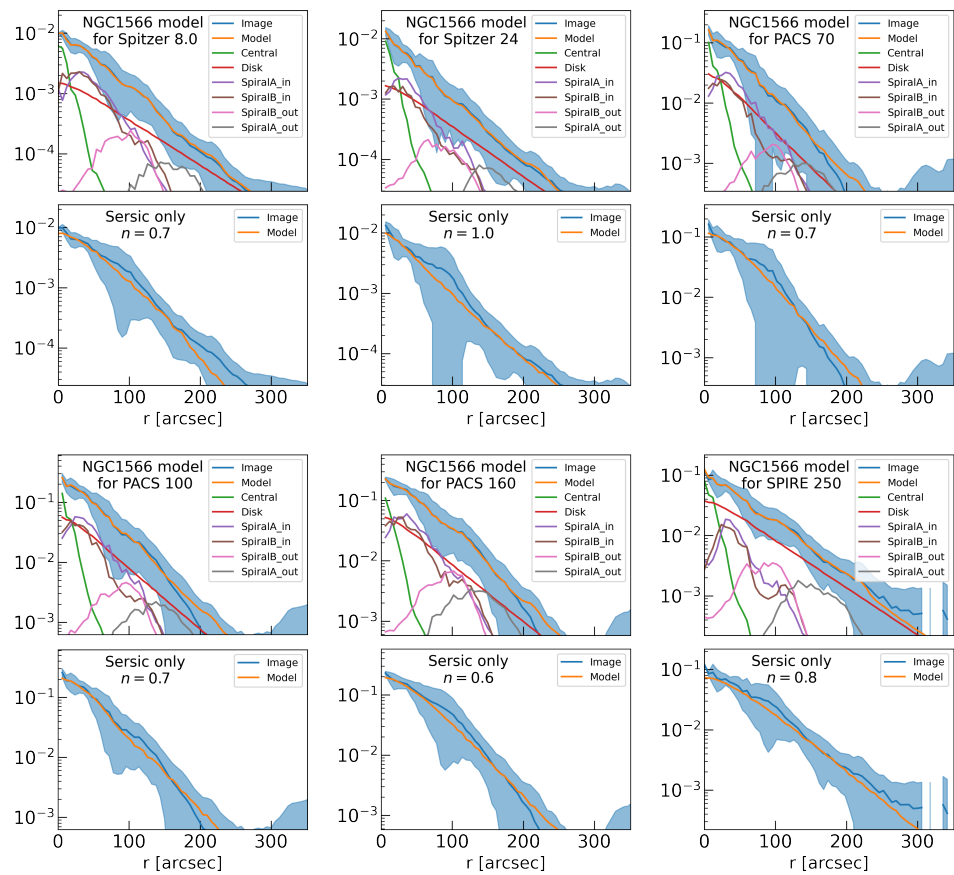 NGC1566 model
for Spitzer 8.0
Image
Model
Central
Disk
SpiralA_in
SpiralB_in
SpiralB_out
SpiralA_out
10⁻²
10⁻³
10⁻⁴
Sersic only
n = 0.7
Image
Model
10⁻²
10⁻³
10⁻⁴
0 100 200 300
r [arcsec]
NGC1566 model
for Spitzer 24
Image
Model
Central
Disk
SpiralA_in
SpiralB_in
SpiralB_out
SpiralA_out
10⁻²
10⁻³
10⁻⁴
Sersic only
n = 1.0
Image
Model
10⁻²
10⁻³
10⁻⁴
0 100 200 300
r [arcsec]
NGC1566 model
for PACS 70
Image
Model
Central
Disk
SpiralA_in
SpiralB_in
SpiralB_out
SpiralA_out
10⁻¹
10⁻²
10⁻³
Sersic only
n = 0.7
Image
Model
10⁻¹
10⁻²
10⁻³
0 100 200 300
r [arcsec]
NGC1566 model
for PACS 100
Image
Model
Central
Disk
SpiralA_in
SpiralB_in
SpiralB_out
SpiralA_out
10⁻¹
10⁻²
10⁻³
Sersic only
n = 0.7
Image
Model
10⁻¹
10⁻²
10⁻³
0 100 200 300
r [arcsec]
NGC1566 model
for PACS 160
Image
Model
Central
Disk
SpiralA_in
SpiralB_in
SpiralB_out
SpiralA_out
10⁻¹
10⁻²
10⁻³
Sersic only
n = 0.6
Image
Model
10⁻¹
10⁻²
10⁻³
0 100 200 300
r [arcsec]
NGC1566 model
for SPIRE 250
Image
Model
Central
Disk
SpiralA_in
SpiralB_in
SpiralB_out
SpiralA_out
10⁻¹
10⁻²
10⁻³
Sersic only
n = 0.8
Image
Model
10⁻¹
10⁻²
10⁻³
0 100 200 300
r [arcsec]